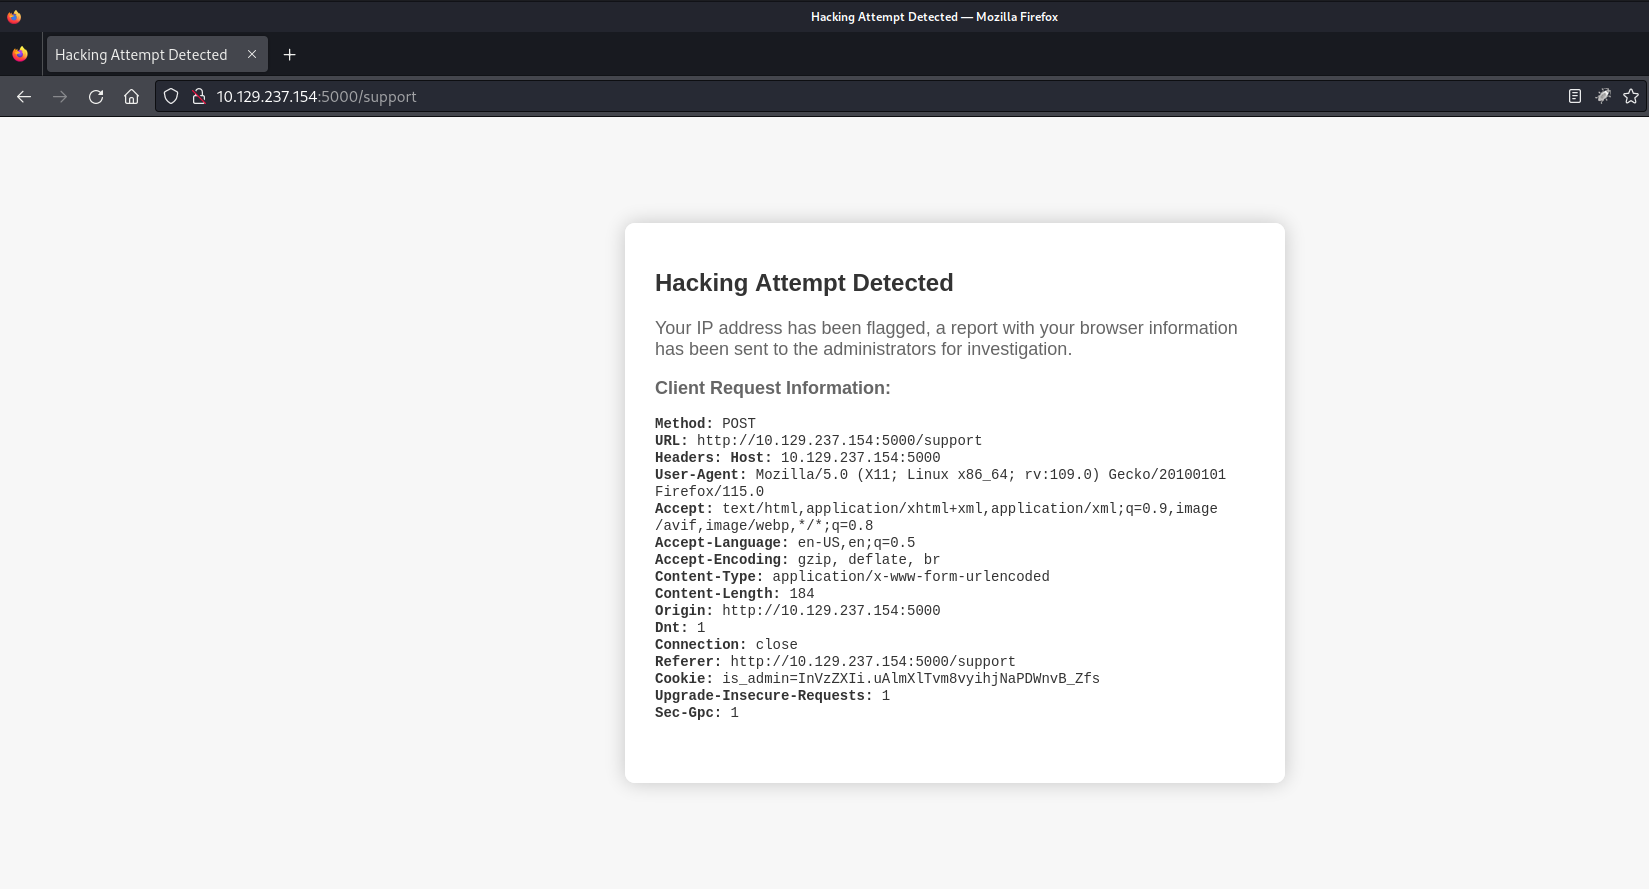 Hacking Attempt Detected — Mozilla Firefox
Hacking Attempt Detected
10.129.237.154:5000/support
Hacking Attempt Detected
Your IP address has been flagged, a report with your browser information
has been sent to the administrators for investigation.
Client Request Information:
Method: POST
URL: http://10.129.237.154:5000/support
Headers: Host: 10.129.237.154:5000
User-Agent: Mozilla/5.0 (X11; Linux x86_64; rv:109.0) Gecko/20100101
Firefox/115.0
Accept: text/html,application/xhtml+xml,application/xml;q=0.9,image
/avif,image/webp,*/*;q=0.8
Accept-Language: en-US,en;q=0.5
Accept-Encoding: gzip, deflate, br
Content-Type: application/x-www-form-urlencoded
Content-Length: 184
Origin: http://10.129.237.154:5000
Dnt: 1
Connection: close
Referer: http://10.129.237.154:5000/support
Cookie: is_admin=InVzZXIi.uAlmXlTvm8vyihjNaPDWnvB_Zfs
Upgrade-Insecure-Requests: 1
Sec-Gpc: 1